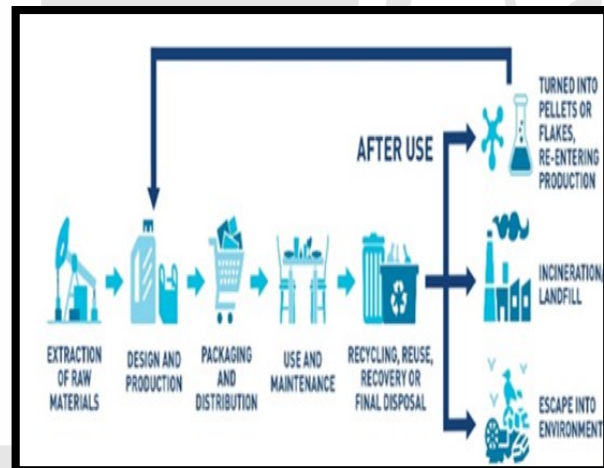 AFTER USE
TURNED INTO
PELLETS OR
FLAKES,
RE-ENTERING
PRODUCTION
INCINERATION,
LANDFILL
ESCAPE INTO
ENVIRONMENT
EXTRACTION
OF RAW
MATERIALS
DESIGN AND
PRODUCTION
PACKAGING
AND
DISTRIBUTION
USE AND
MAINTENANCE
RECYCLING, REUSE,
RECOVERY OR
FINAL DISPOSAL